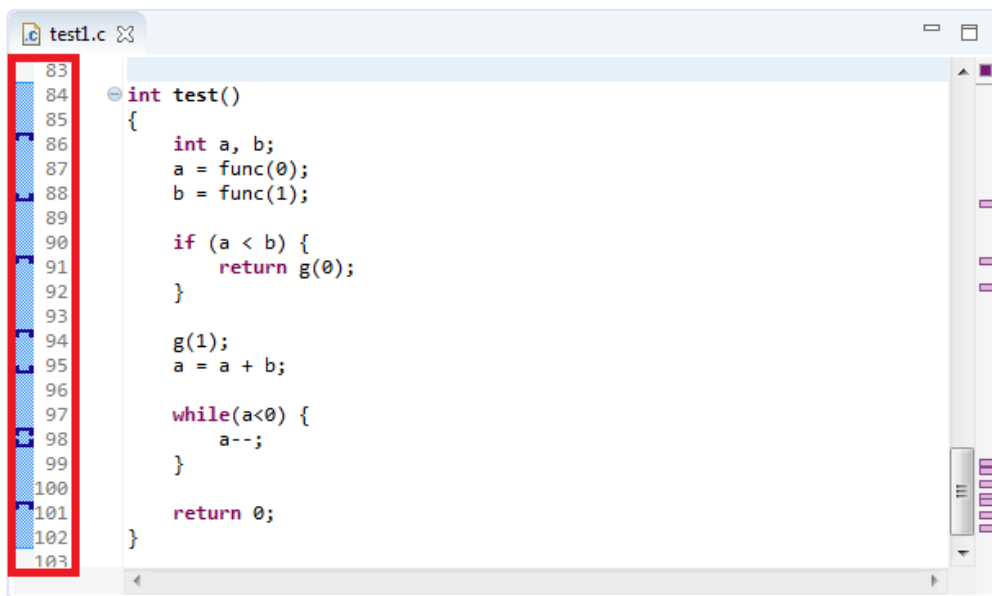 .c test1.c
83
84 int test()
85 {
86     int a, b;
87     a = func(0);
88     b = func(1);
89
90     if (a < b) {
91         return g(0);
92     }
93
94     g(1);
95     a = a + b;
96
97     while(a<0) {
98         a--;
99     }
100
101     return 0;
102 }
103